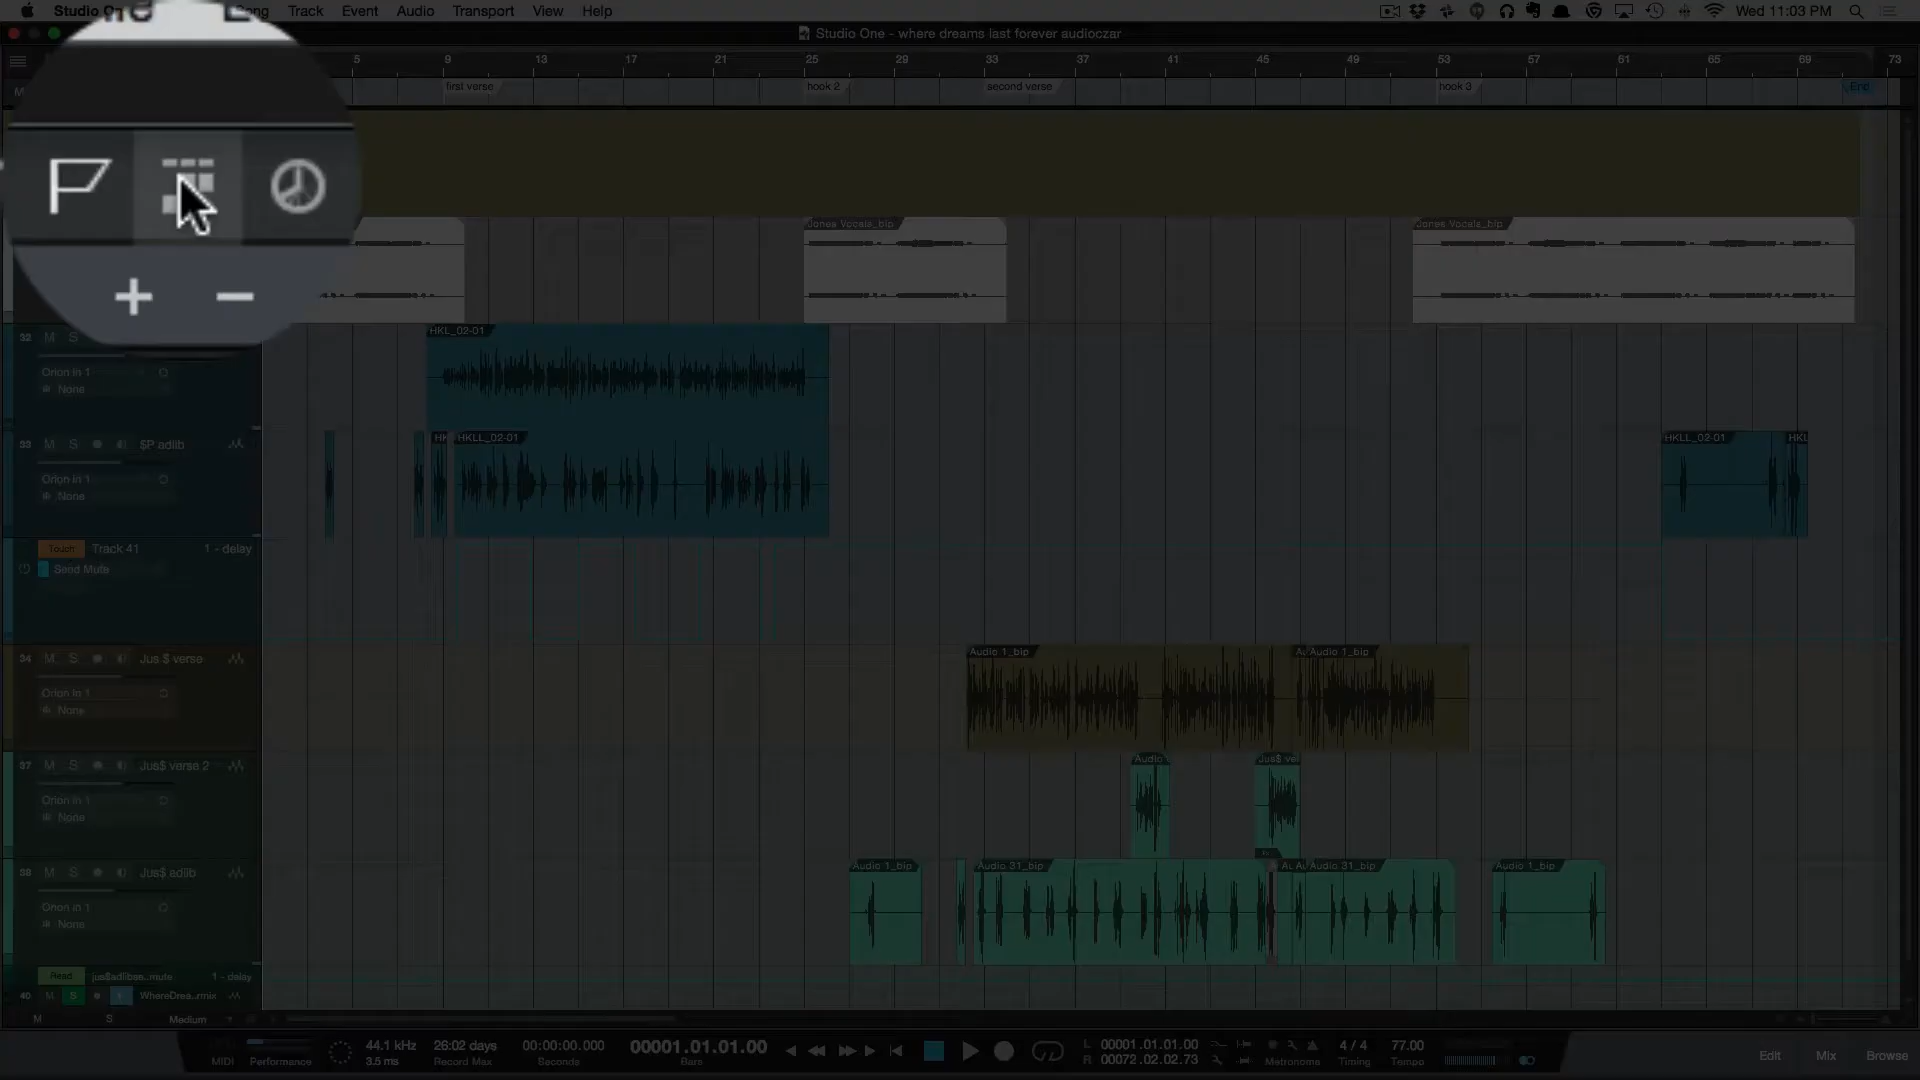 Studio One Song Track Event Audio Transport View Help Wed 11:03 PM
Studio One - where dreams last forever audioczar
5 9 13 17 21 25 29 33 37 41 45 49 53 57 61 65 69 73
M first verse hook 2 second verse hook 3 End
Jones Vocals_bip Jones Vocals_bip
32 M S HKL_02-01
Orion In 1
None
33 M S $P adlib HK HKLL_02-01 HKLL_02-01 HKL
Orion In 1
None
Touch Track 41 1 - delay
Send Mute
34 M S Jus $ verse Audio 1_bip Au Audio 1_bip
Orion In 1
None
37 M S Jus$ verse 2 Audio Jus$ ve
Orion In 1
None
38 M S Jus$ adlib Audio 1_bip Audio 31_bip Au Audio 31_bip Audio 1_bip
Orion In 1
None
Read jus$adlibse..mute 1 - delay
40 M S WhereDrea..rmix
M S Medium
MIDI Performance
44.1 kHz
3.5 ms
26:02 days
Record Max
00:00:00.000
Seconds
00001.01.01.00
Bars
L 00001.01.01.00
R 00072.02.02.73
Metronome
4 / 4
Timing
77.00
Tempo
Edit Mix Browse